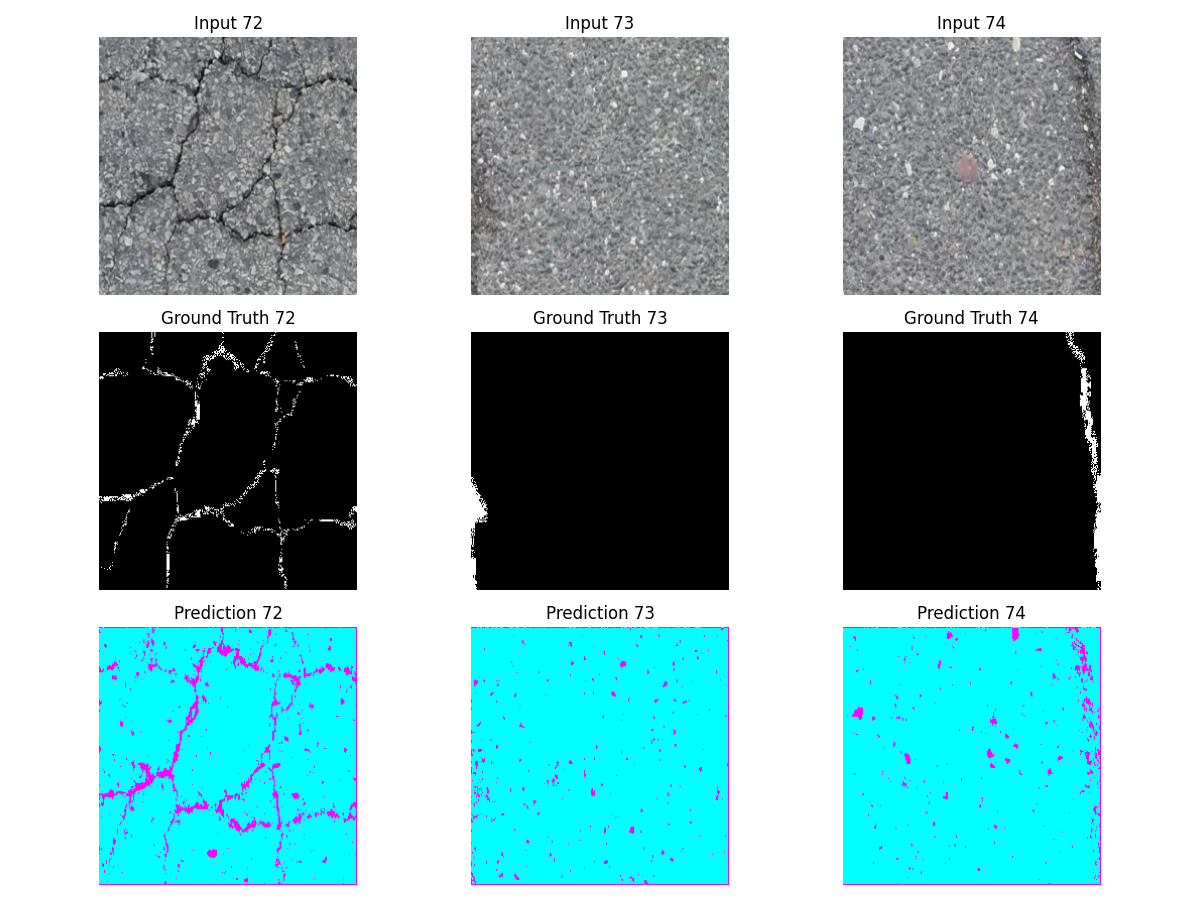 Input 72
Input 73
Input 74
Ground Truth 72
Ground Truth 73
Ground Truth 74
Prediction 72
Prediction 73
Prediction 74